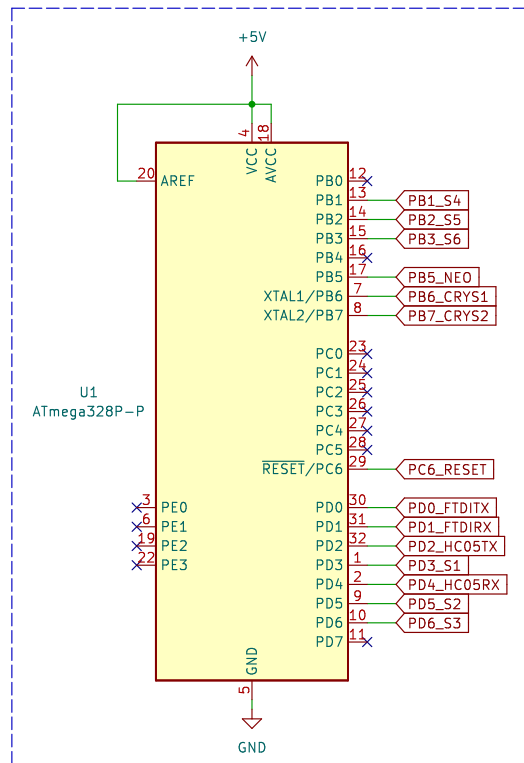 +5V
4
18
VCC
AVCC
20
AREF
PB0
12
PB1
13
PB1_S4
PB2
14
PB2_S5
PB3
15
PB3_S6
PB4
16
PB5
17
PB5_NEO
XTAL1/PB6
7
PB6_CRYS1
XTAL2/PB7
8
PB7_CRYS2
PC0
23
PC1
24
PC2
25
U1
ATmega328P-P
PC3
26
PC4
27
PC5
28
RESET/PC6
29
PC6_RESET
3
PE0
PD0
30
PD0_FTDITX
6
PE1
PD1
31
PD1_FTDIRX
19
PE2
PD2
32
PD2_HC05TX
22
PE3
PD3
1
PD3_S1
PD4
2
PD4_HC05RX
PD5
9
PD5_S2
PD6
10
PD6_S3
PD7
11
GND
5
GND